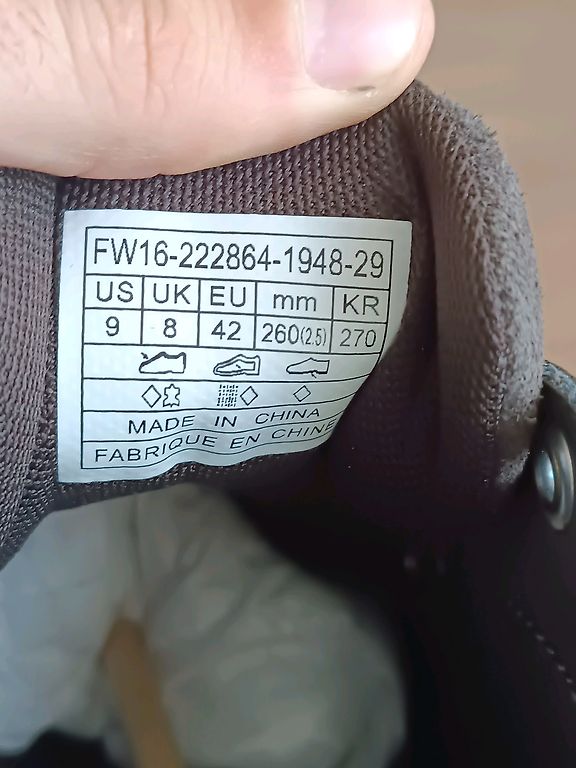 FW16-222864-1948-29
US UK EU mm KR
9 8 42 260(2.5) 270
MADE IN CHINA
FABRIQUE EN CHINE